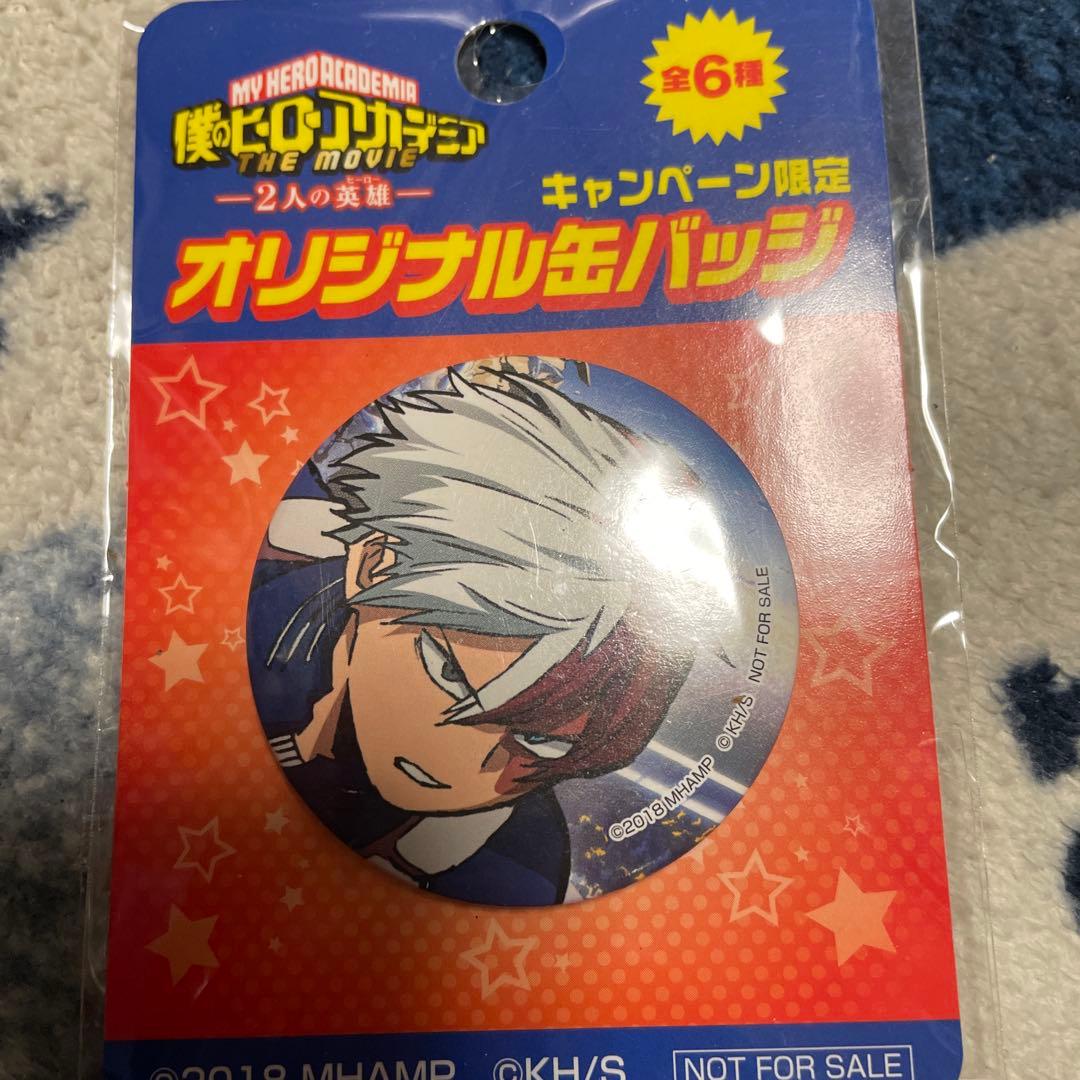 MY HERO ACADEMIA
僕のヒーローアカデミア
THE MOVIE
ヒーロー
―2人の英雄―
全6種
キャンペーン限定
オリジナル缶バッジ
©2018 MHAMP ©KH/S NOT FOR SALE
©2018 MHAMP ©KH/S NOT FOR SALE